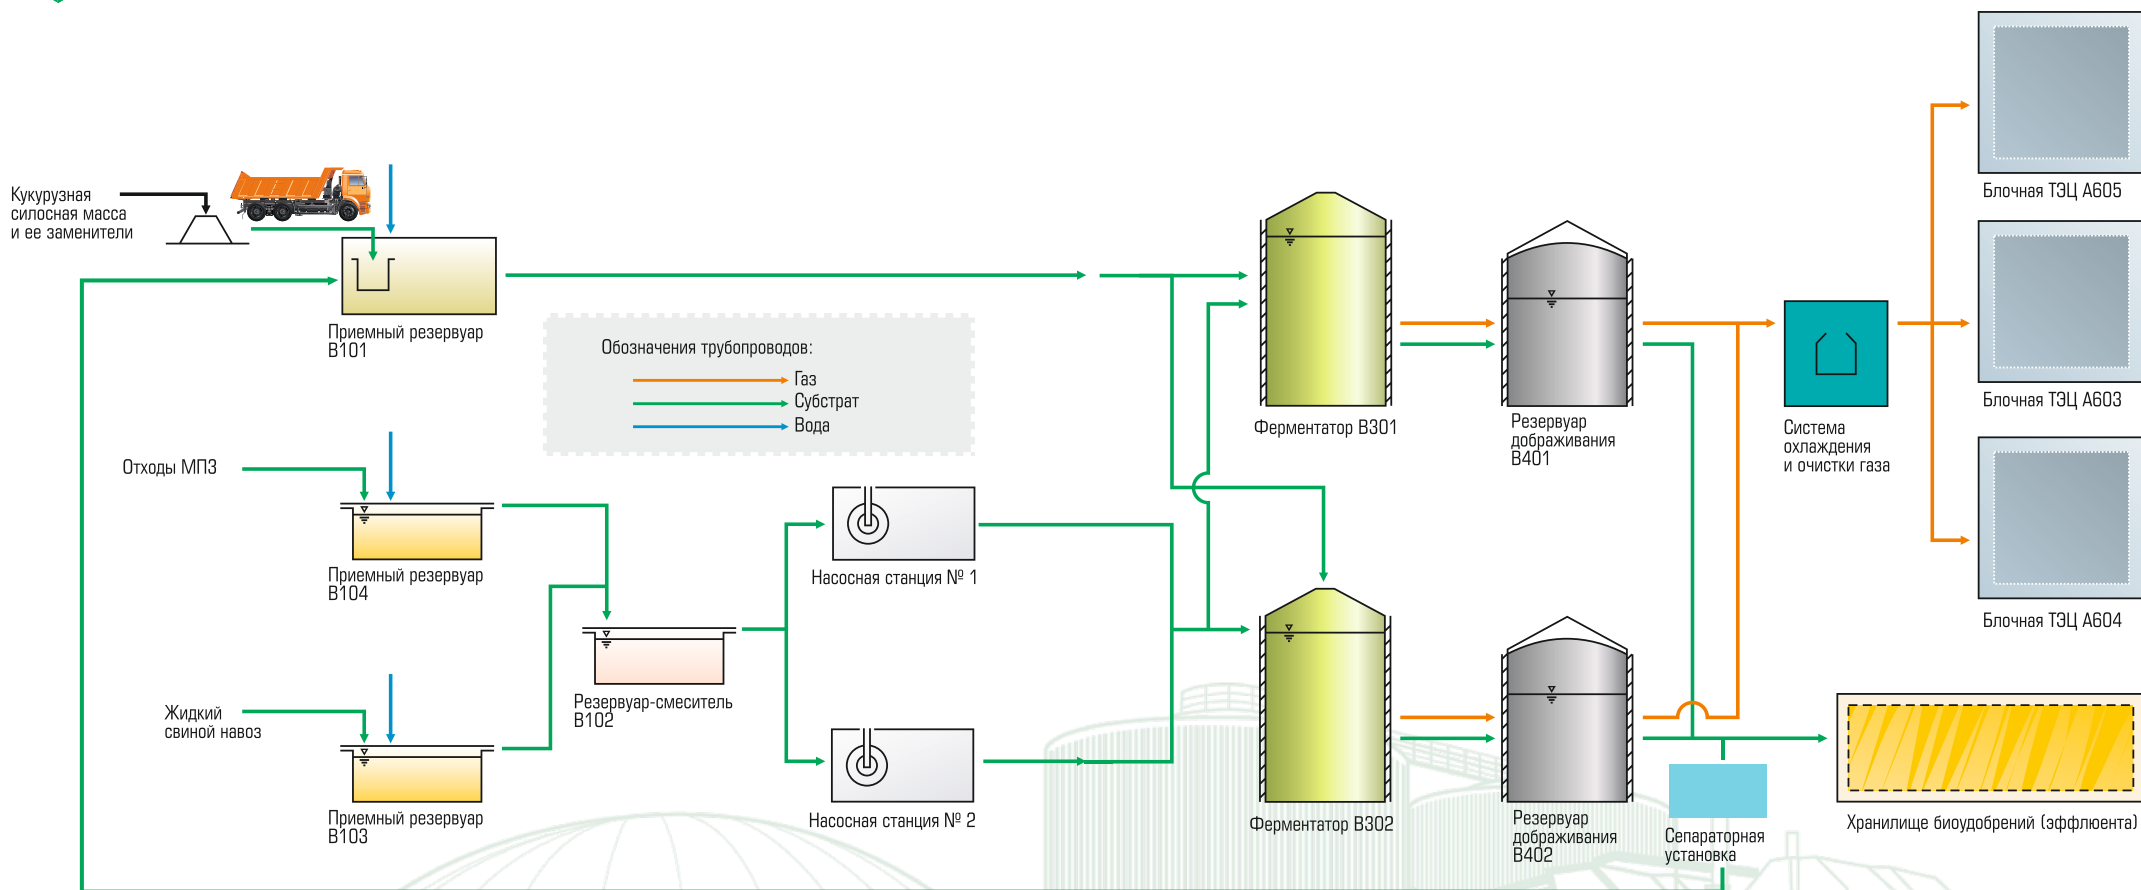 Кукурузная
силосная масса
и ее заменители
Приемный резервуар
В101
Обозначения трубопроводов:
Газ
Субстрат
Вода
Отходы МПЗ
Приемный резервуар
В104
Жидкий
свиной навоз
Приемный резервуар
В103
Резервуар-смеситель
В102
Насосная станция № 1
Насосная станция № 2
Ферментатор В301
Резервуар
дображивания
В401
Ферментатор В302
Резервуар
дображивания
В402
Система
охлаждения
и очистки газа
Блочная ТЭЦ А605
Блочная ТЭЦ А603
Блочная ТЭЦ А604
Сепараторная
установка
Хранилище биоудобрений (эффлюента)